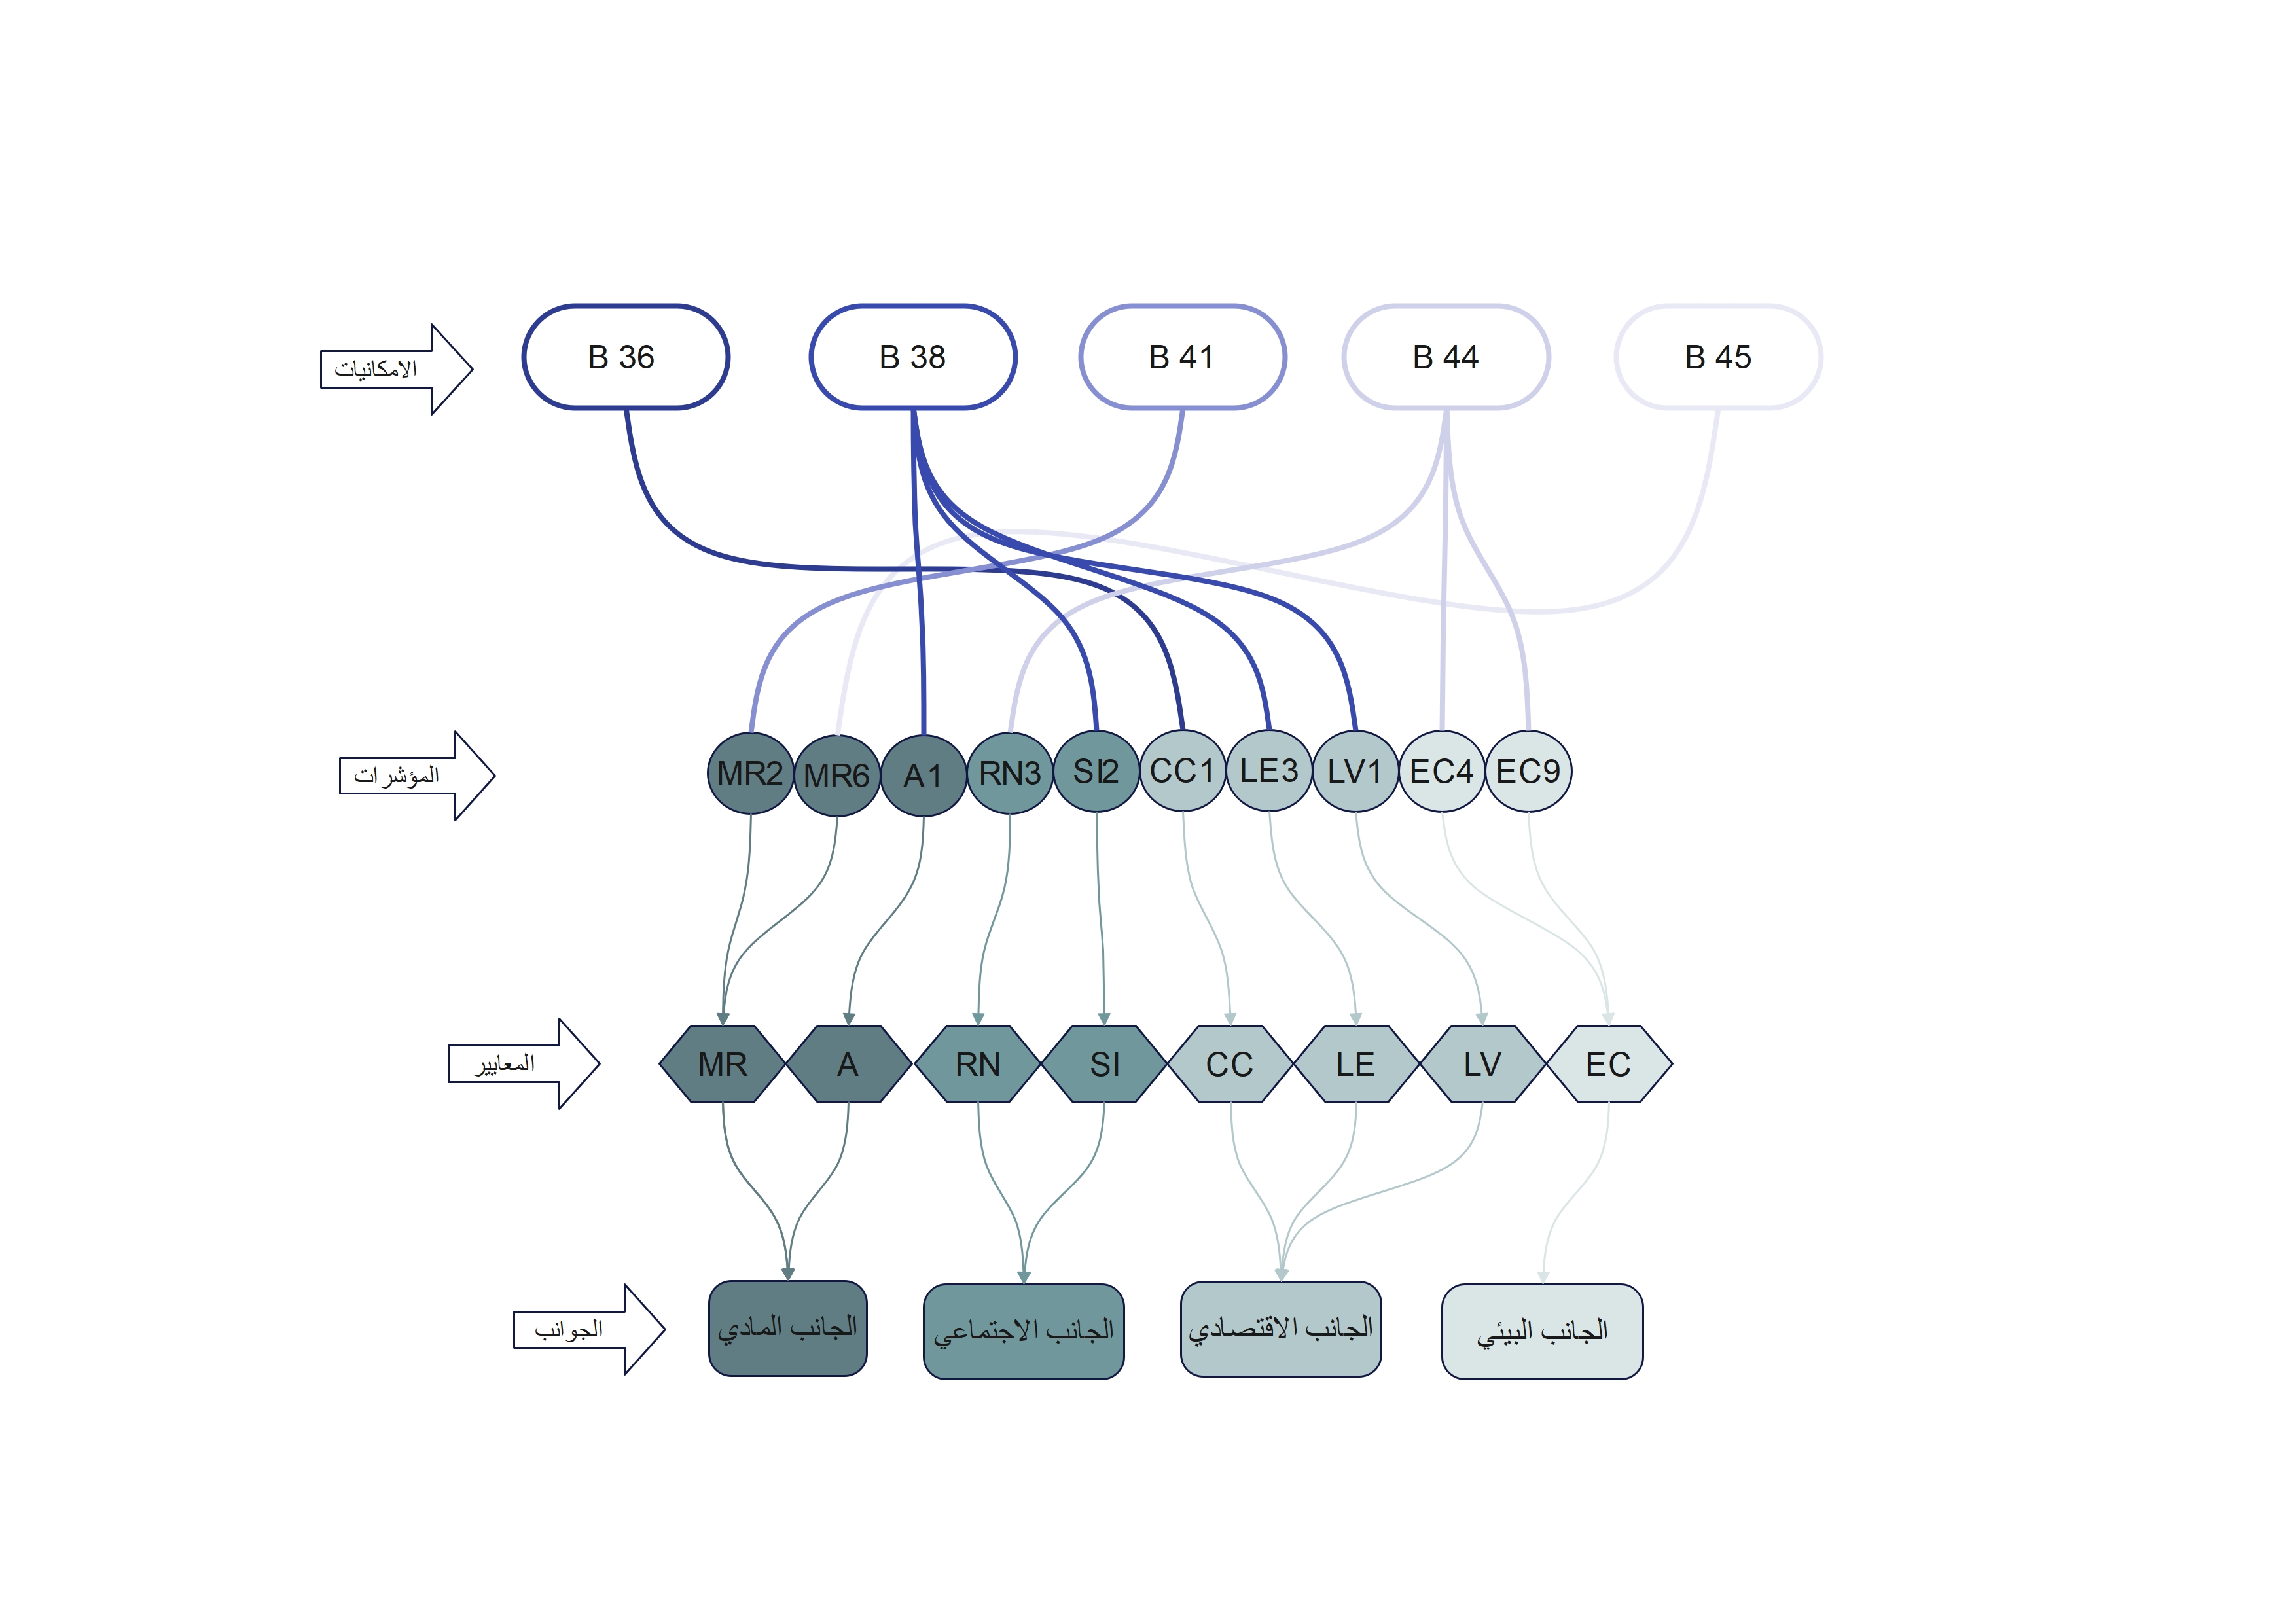 الامكانيات
B 36
B 38
B 41
B 44
B 45
المؤشرات
MR2
MR6
A1
RN3
SI2
CC1
LE3
LV1
EC4
EC9
المعايير
MR
A
RN
SI
CC
LE
LV
EC
الجوانب
الجانب المادي
الجانب الاجتماعي
الجانب الاقتصادي
الجانب البيئي